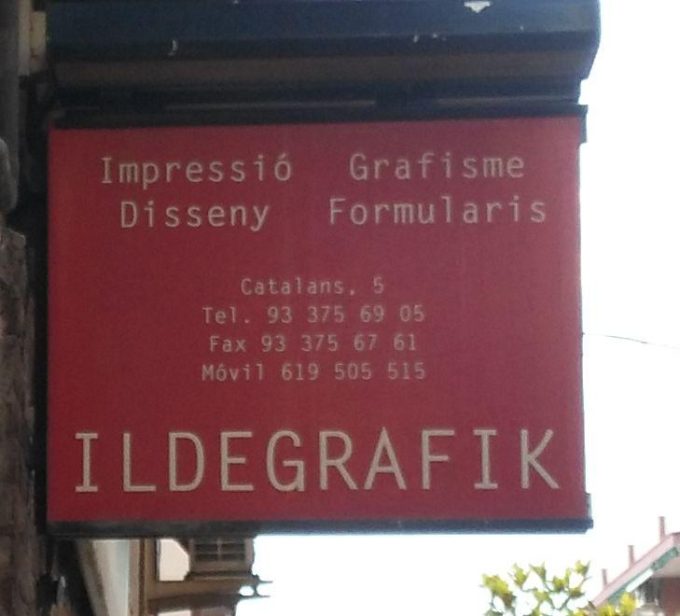 Impressió Grafisme
Disseny Formularis
Catalans, 5
Tel. 93 375 69 05
Fax 93 375 67 61
Móvil 619 505 515
ILDEGRAFIK